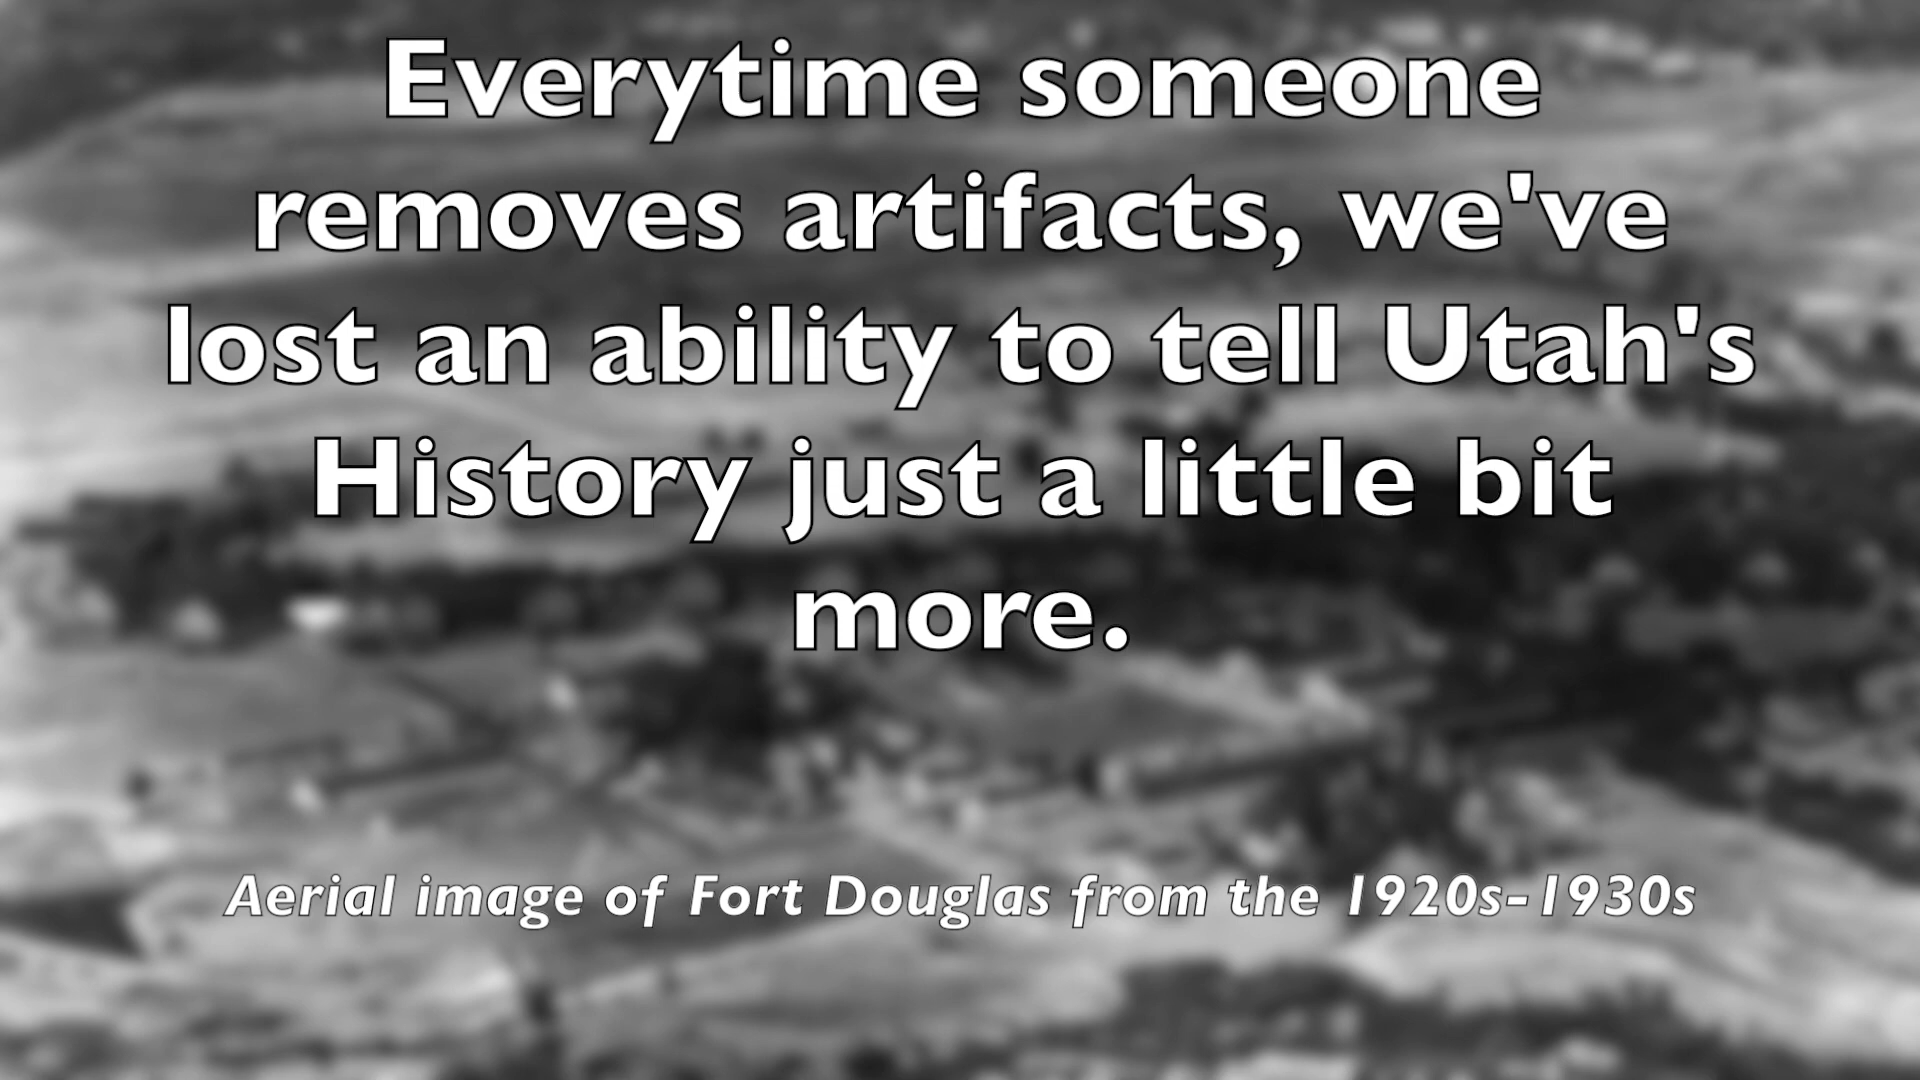 Everytime someone
removes artifacts, we've
lost an ability to tell Utah's
History just a little bit
more.
Aerial image of Fort Douglas from the 1920s-1930s